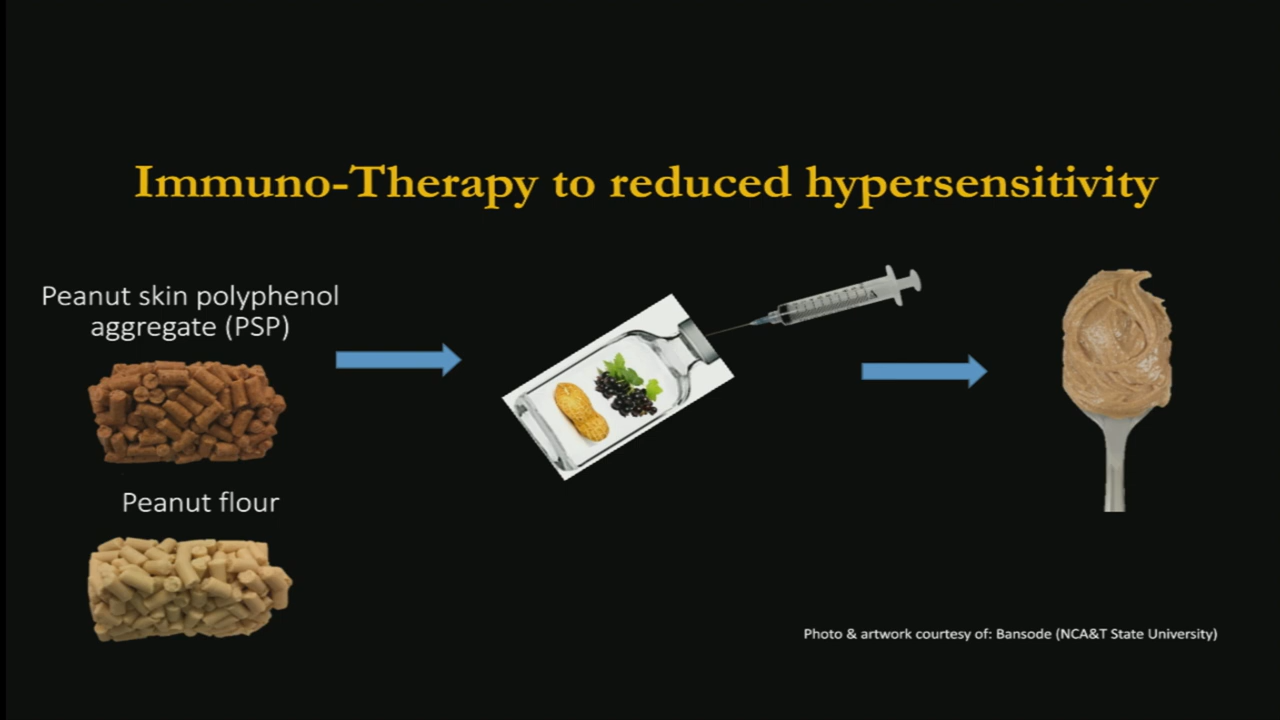 Immuno-Therapy to reduced hypersensitivity
Peanut skin polyphenol
aggregate (PSP)
Peanut flour
Photo & artwork courtesy of: Bansode (NCA&T State University)